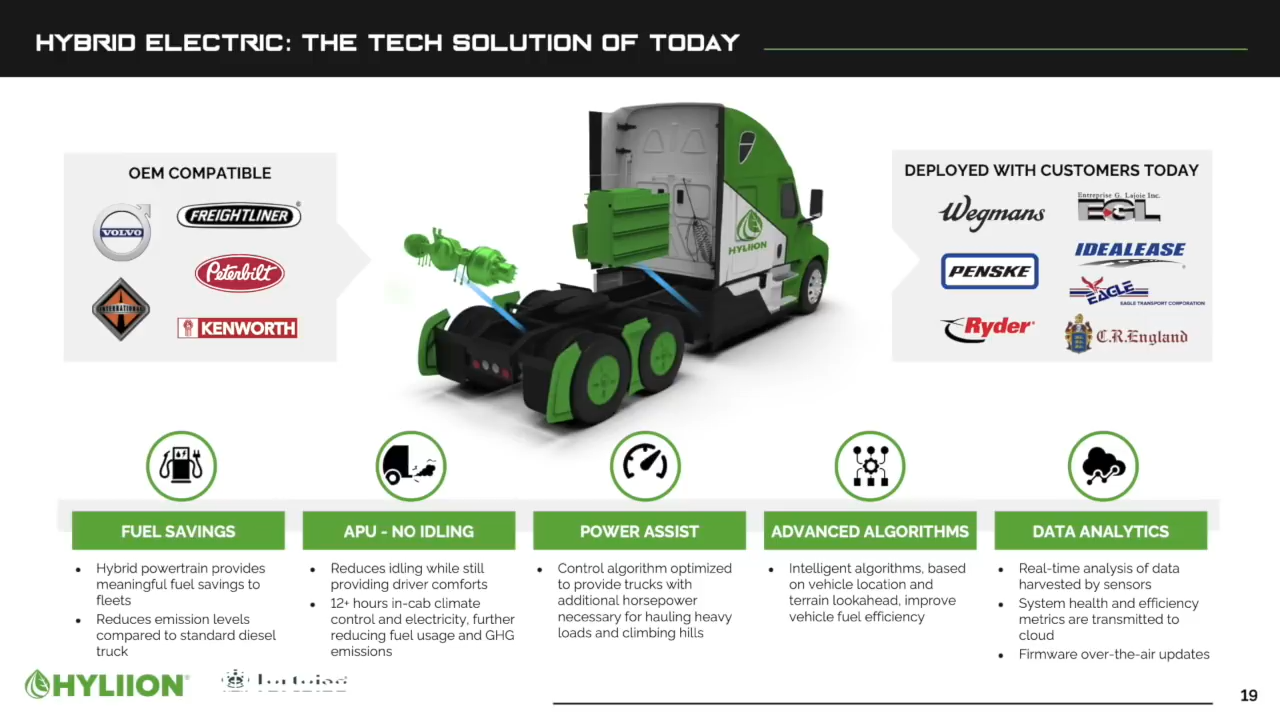 HYBRID ELECTRIC: THE TECH SOLUTION OF TODAY
OEM COMPATIBLE
VOLVO
FREIGHTLINER®
Peterbilt
INTERNATIONAL
KENWORTH
HYLIION
DEPLOYED WITH CUSTOMERS TODAY
Wegmans
Entreprise G. Lajoie Inc.
EGL
PENSKE
IDEALEASE
EAGLE
EAGLE TRANSPORT CORPORATION
Ryder
C.R.England
FUEL SAVINGS
• Hybrid powertrain provides
meaningful fuel savings to
fleets
• Reduces emission levels
compared to standard diesel
truck
APU - NO IDLING
• Reduces idling while still
providing driver comforts
• 12+ hours in-cab climate
control and electricity, further
reducing fuel usage and GHG
emissions
POWER ASSIST
• Control algorithm optimized
to provide trucks with
additional horsepower
necessary for hauling heavy
loads and climbing hills
ADVANCED ALGORITHMS
• Intelligent algorithms, based
on vehicle location and
terrain lookahead, improve
vehicle fuel efficiency
DATA ANALYTICS
• Real-time analysis of data
harvested by sensors
• System health and efficiency
metrics are transmitted to
cloud
• Firmware over-the-air updates
HYLIION®
19